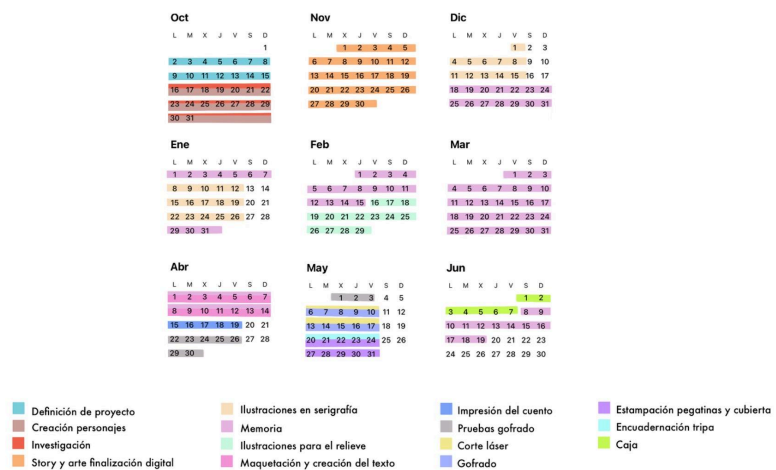 Oct Nov Dic
L M X J V S D L M X J V S D L M X J V S D
1 1 2 3 4 5 1 2 3
2 3 4 5 6 7 8 6 7 8 9 10 11 12 4 5 6 7 8 9 10
9 10 11 12 13 14 15 13 14 15 16 17 18 19 11 12 13 14 15 16 17
16 17 18 19 20 21 22 20 21 22 23 24 25 26 18 19 20 21 22 23 24
23 24 25 26 27 28 29 27 28 29 30 25 26 27 28 29 30 31
30 31
Ene Feb Mar
L M X J V S D L M X J V S D L M X J V S D
1 2 3 4 5 6 7 1 2 3 4 1 2 3
8 9 10 11 12 13 14 5 6 7 8 9 10 11 4 5 6 7 8 9 10
15 16 17 18 19 20 21 12 13 14 15 16 17 18 11 12 13 14 15 16 17
22 23 24 25 26 27 28 19 20 21 22 23 24 25 18 19 20 21 22 23 24
29 30 31 26 27 28 29 25 26 27 28 29 30 31
Abr May Jun
L M X J V S D L M X J V S D L M X J V S D
1 2 3 4 5 6 7 1 2 3 4 5 1 2
8 9 10 11 12 13 14 6 7 8 9 10 11 12 3 4 5 6 7 8 9
15 16 17 18 19 20 21 13 14 15 16 17 18 19 10 11 12 13 14 15 16
22 23 24 25 26 27 28 20 21 22 23 24 25 26 17 18 19 20 21 22 23
29 30 27 28 29 30 31 24 25 26 27 28 29 30
Definición de proyecto
Creación personajes
Investigación
Story y arte finalización digital
Ilustraciones en serigrafía
Memoria
Ilustraciones para el relieve
Maquetación y creación del texto
Impresión del cuento
Pruebas gofrado
Corte láser
Gofrado
Estampación pegatinas y cubierta
Encuadernación tripa
Caja